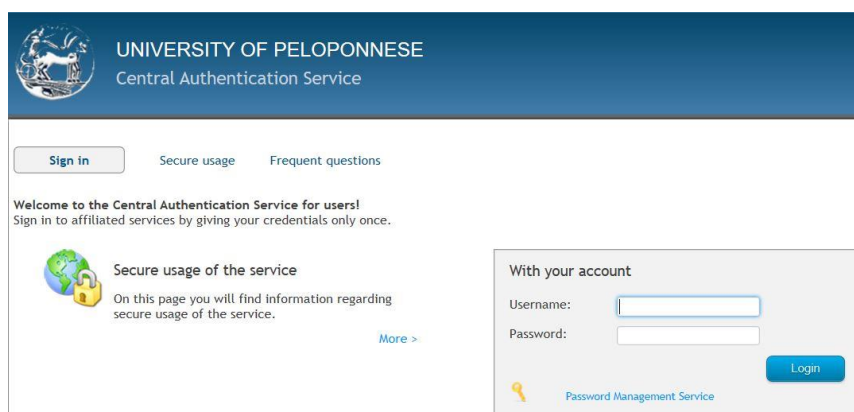 UNIVERSITY OF PELOPONNESE
Central Authentication Service
Sign in
Secure usage
Frequent questions
Welcome to the Central Authentication Service for users!
Sign in to affiliated services by giving your credentials only once.
Secure usage of the service
On this page you will find information regarding
secure usage of the service.
More >
With your account
Username:
Password:
Login
Password Management Service